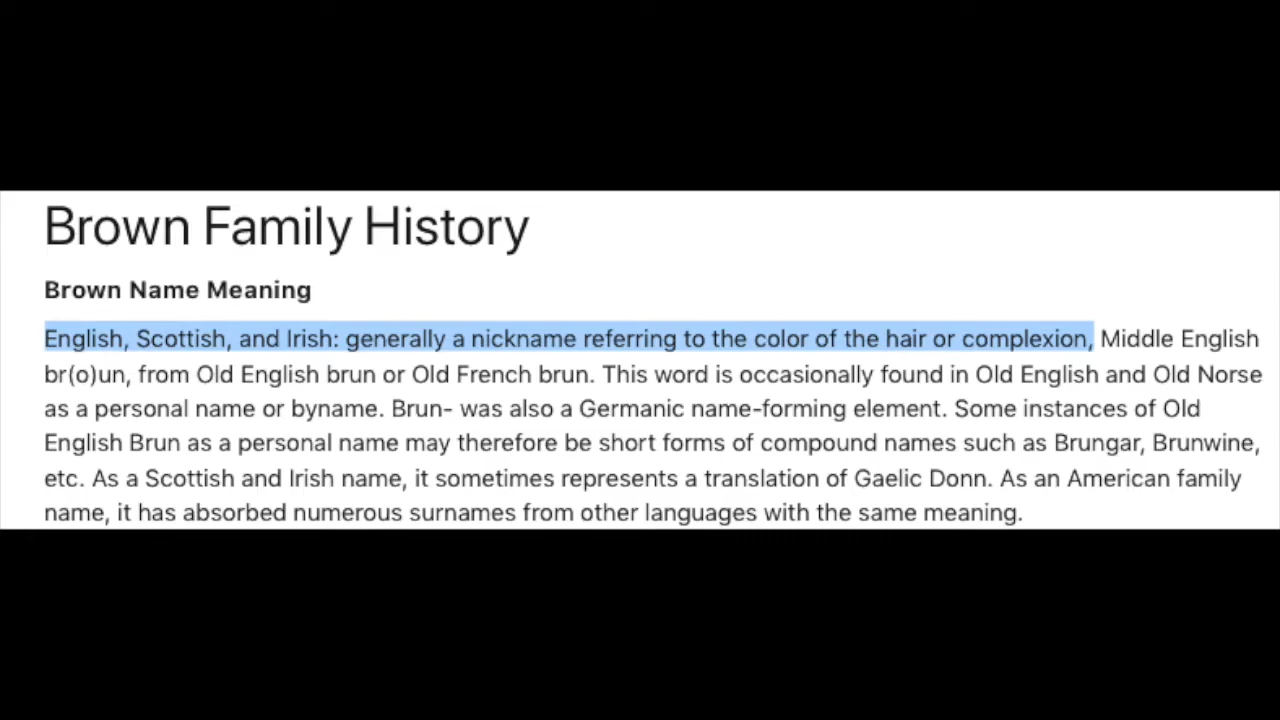 Brown Family History
Brown Name Meaning
English, Scottish, and Irish: generally a nickname referring to the color of the hair or complexion, Middle English
br(o)un, from Old English brun or Old French brun. This word is occasionally found in Old English and Old Norse
as a personal name or byname. Brun- was also a Germanic name-forming element. Some instances of Old
English Brun as a personal name may therefore be short forms of compound names such as Brungar, Brunwine,
etc. As a Scottish and Irish name, it sometimes represents a translation of Gaelic Donn. As an American family
name, it has absorbed numerous surnames from other languages with the same meaning.